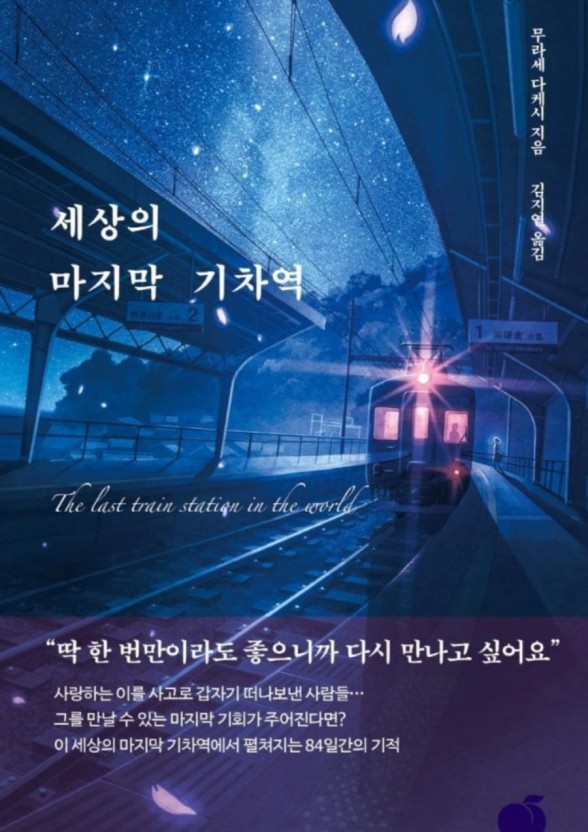 무라세 다케시 지음 김지연 옮김
세상의
마지막 기차역
2
1
The last train station in the world
“딱 한 번만이라도 좋으니까 다시 만나고 싶어요”
사랑하는 이를 사고로 갑자기 떠나보낸 사람들…
그를 만날 수 있는 마지막 기회가 주어진다면?
이 세상의 마지막 기차역에서 펼쳐지는 84일간의 기적